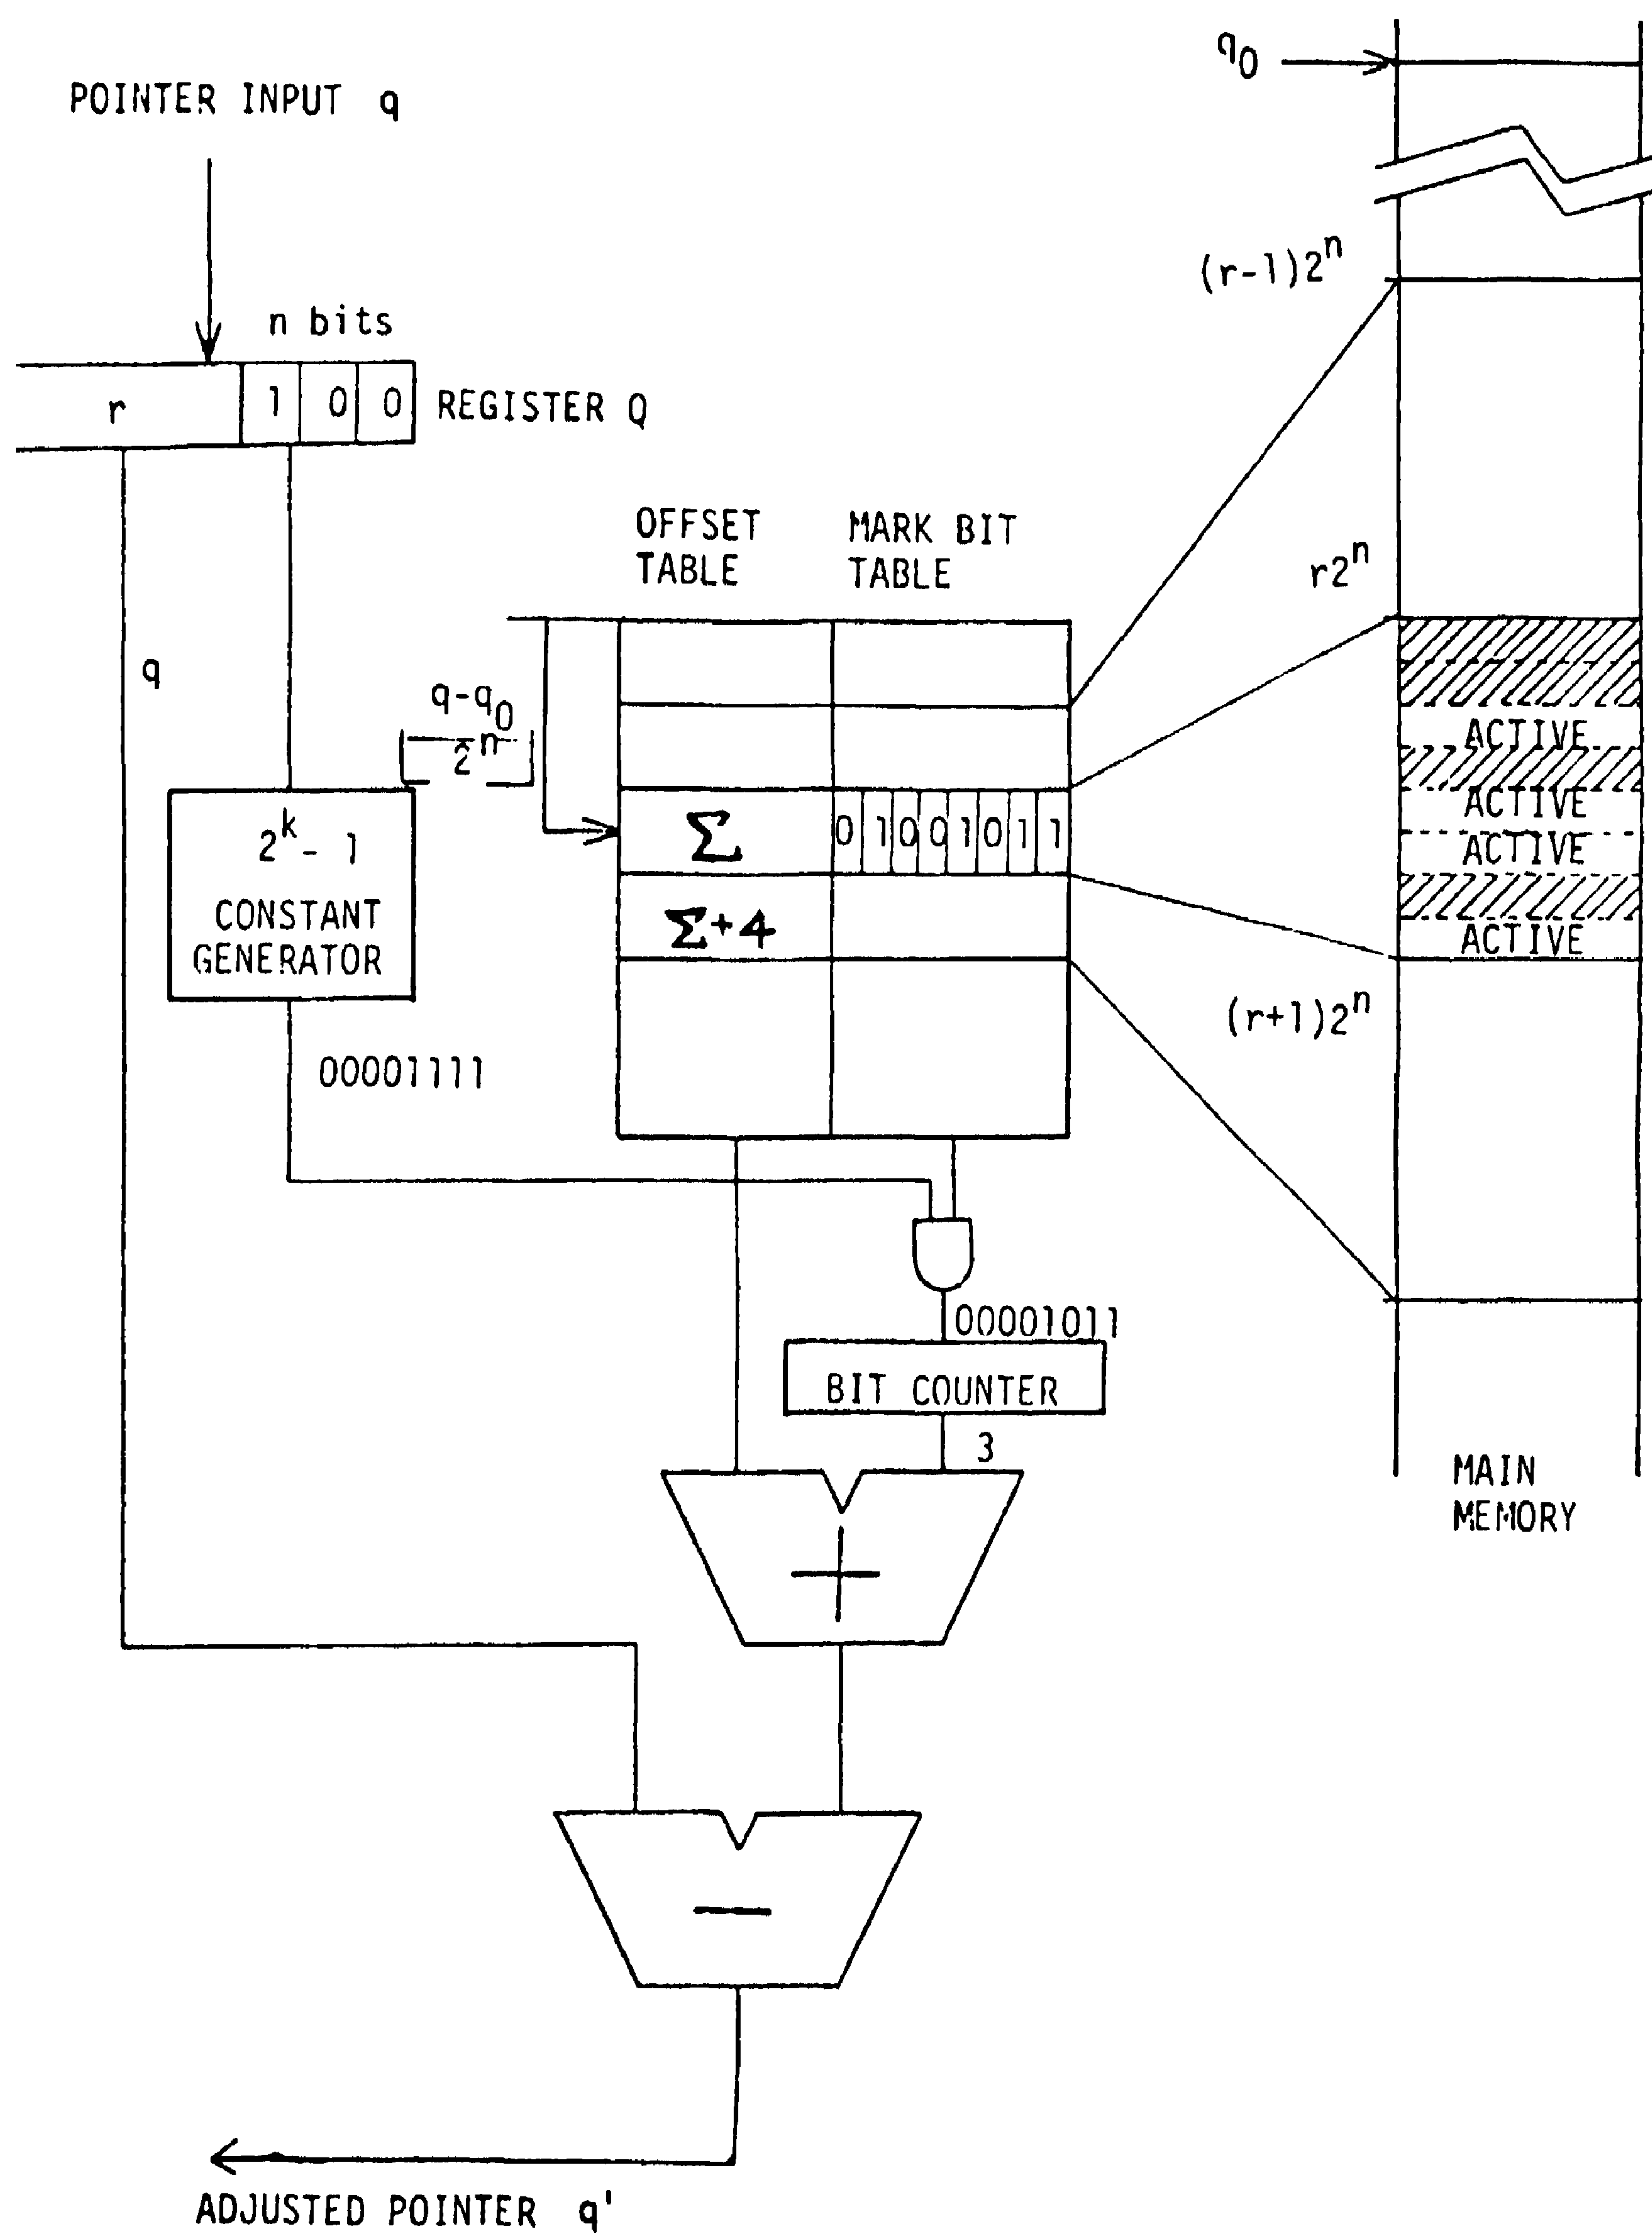 q0
POINTER INPUT q
(r-1)2^n
n bits
r 1 0 0 REGISTER Q
OFFSET TABLE
MARK BIT TABLE
r2^n
q
q-q0
2^n
ACTIVE
ACTIVE
ACTIVE
ACTIVE
Σ 0 1 0 0 1 0 1 1
2^k - 1
CONSTANT
GENERATOR
Σ+4
(r+1)2^n
00001111
00001011
BIT COUNTER
3
MAIN
MEMORY
+
−
ADJUSTED POINTER q'